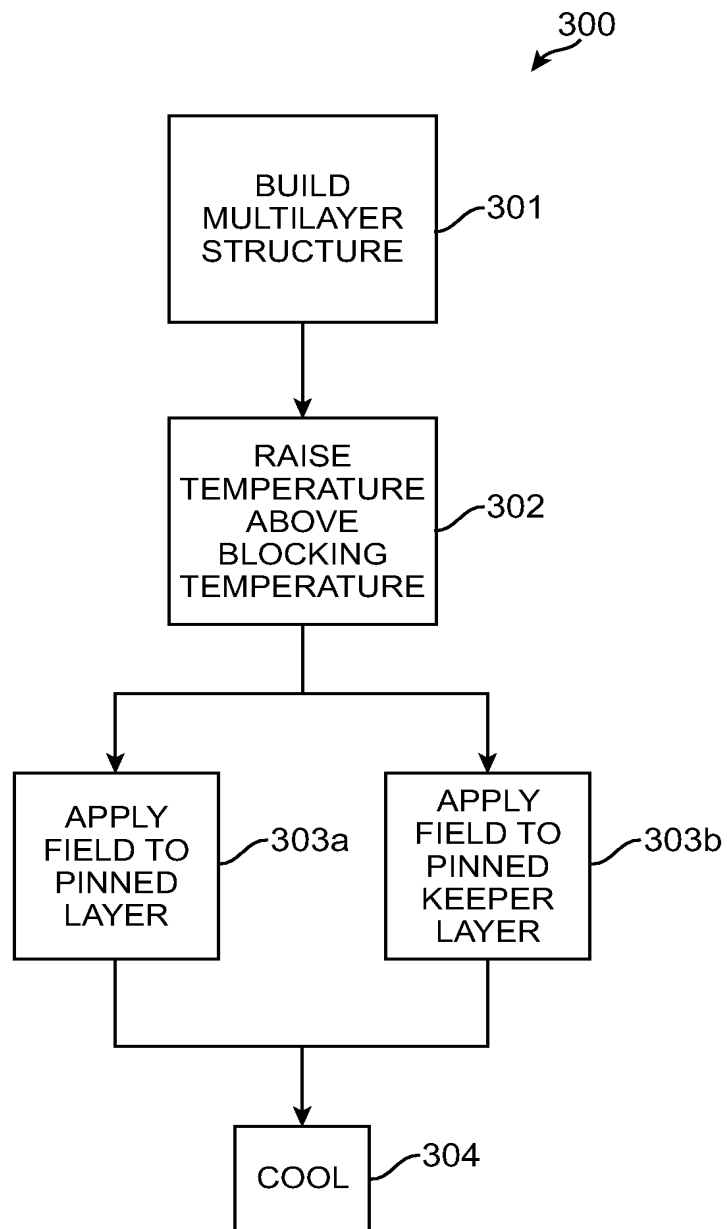 300
BUILD
MULTILAYER
STRUCTURE
301
RAISE
TEMPERATURE
ABOVE
BLOCKING
TEMPERATURE
302
APPLY
FIELD TO
PINNED
LAYER
303a
APPLY
FIELD TO
PINNED
KEEPER
LAYER
303b
COOL
304